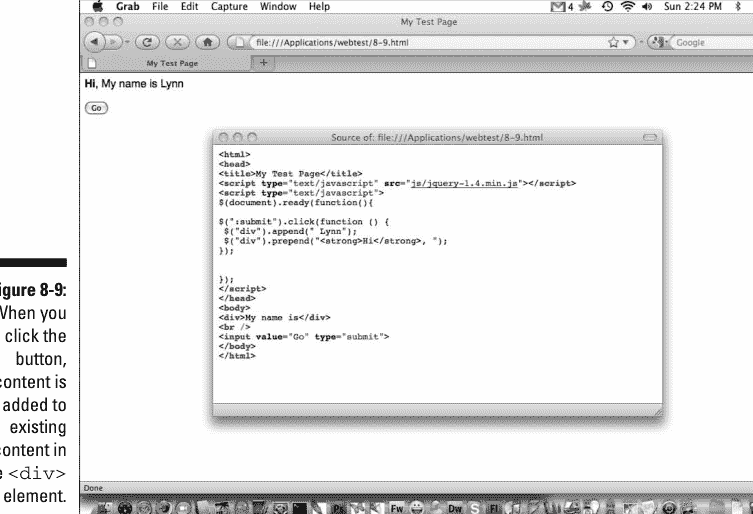 Grab File Edit Capture Window Help 4 Sun 2:24 PM
My Test Page
file:///Applications/webtest/8-9.html Google
My Test Page +
Hi, My name is Lynn
Go
Source of: file:///Applications/webtest/8-9.html
<html>
<head>
<title>My Test Page</title>
<script type="text/javascript" src="js/jquery-1.4.min.js"></script>
<script type="text/javascript">
$(document).ready(function(){
$(":submit").click(function () {
$("div").append(" Lynn");
$("div").prepend("<strong>Hi</strong>, ");
});
});
</script>
</head>
<body>
<div>My name is</div>
<br />
<input value="Go" type="submit">
</body>
</html>
igure 8-9:
When you
click the
button,
content is
added to
existing
content in
e <div>
element.
Done
Ps Fw Dw S Fl